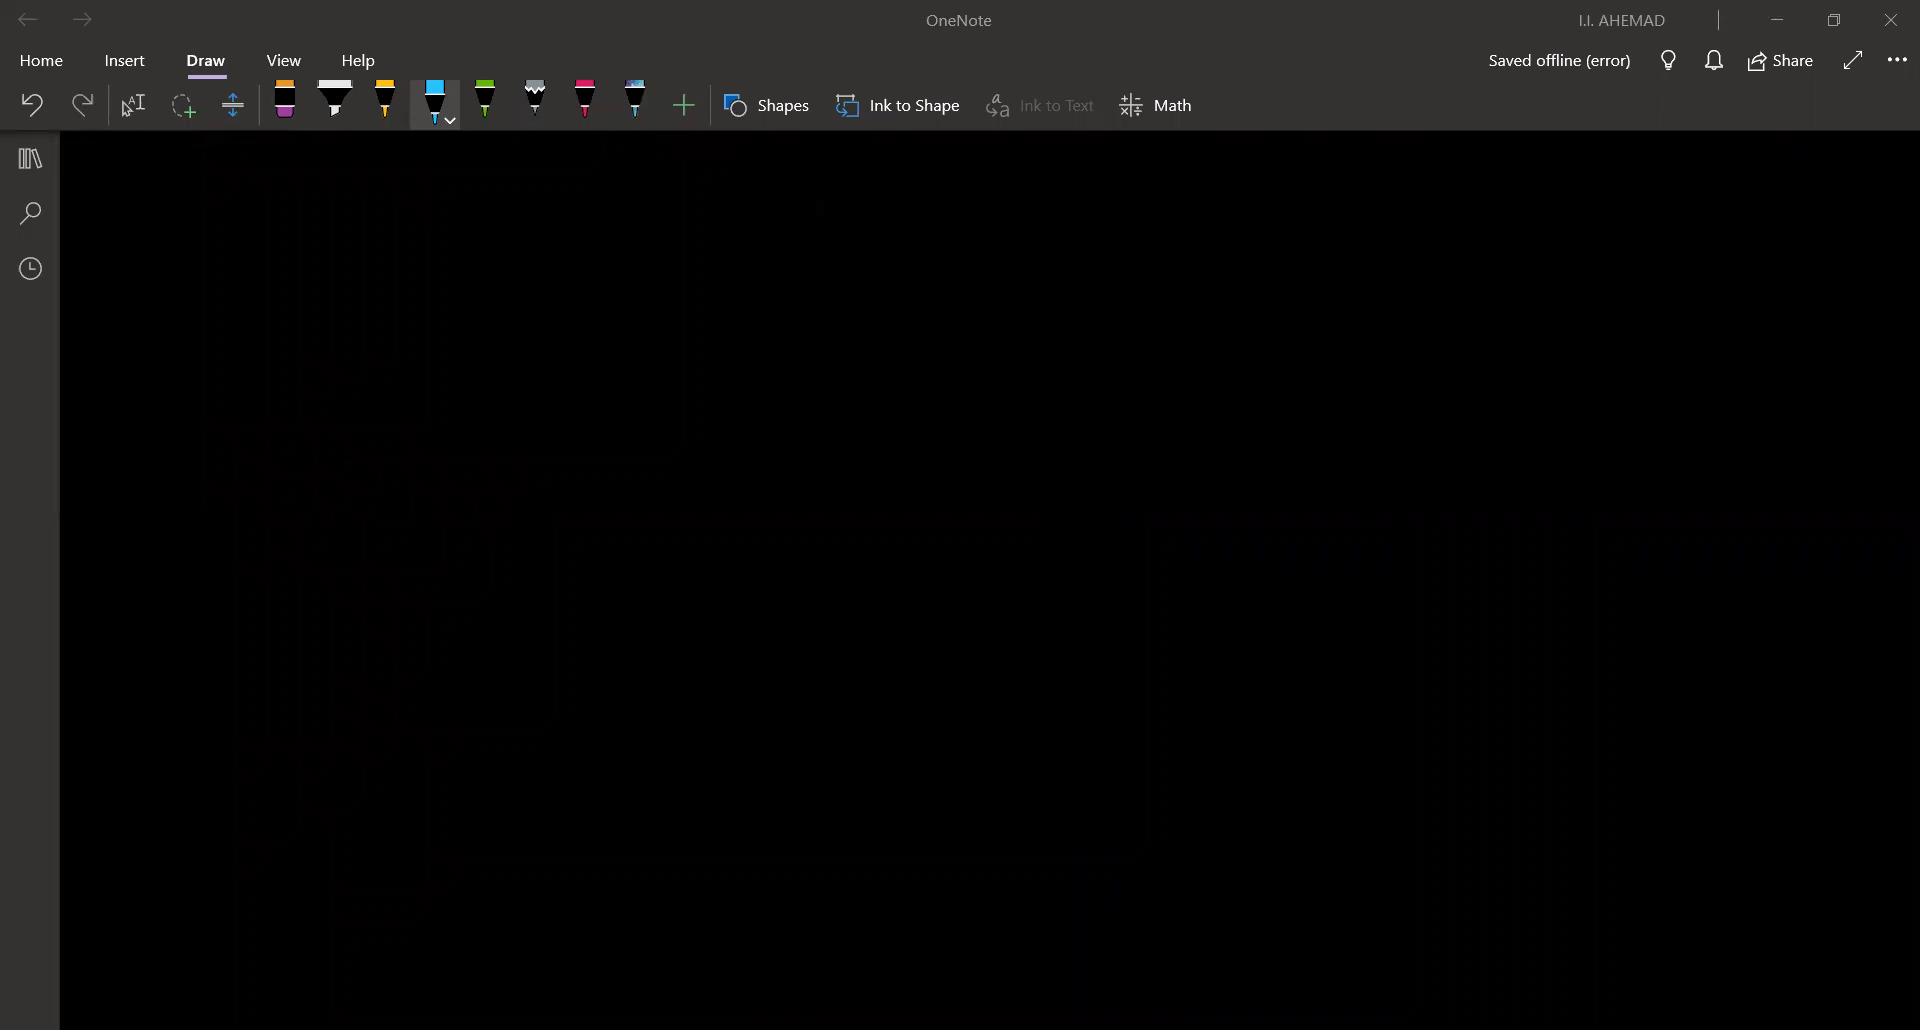 OneNote
I.I. AHEMAD
Home Insert Draw View Help
Saved offline (error) Share
Shapes Ink to Shape Ink to Text Math